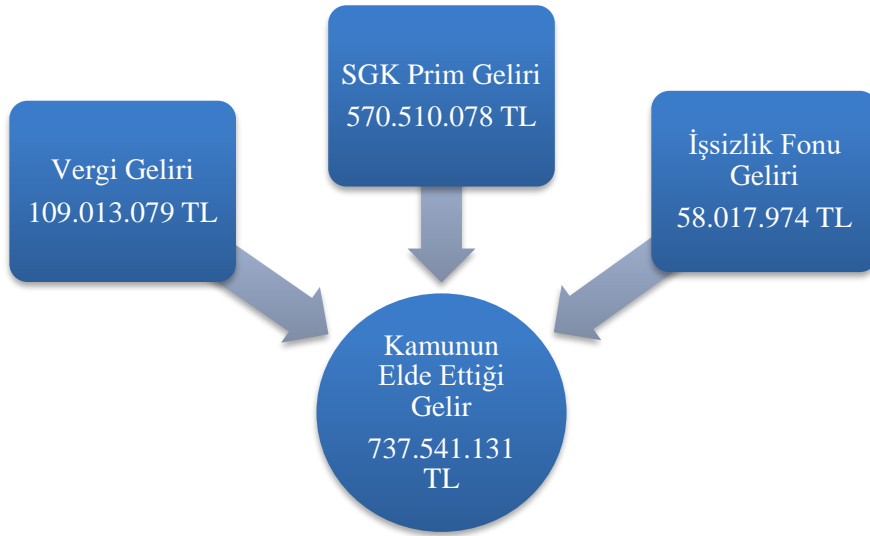 Vergi Geliri
109.013.079 TL
SGK Prim Geliri
570.510.078 TL
İşsizlik Fonu
Geliri
58.017.974 TL
Kamunun
Elde Ettiği
Gelir
737.541.131
TL